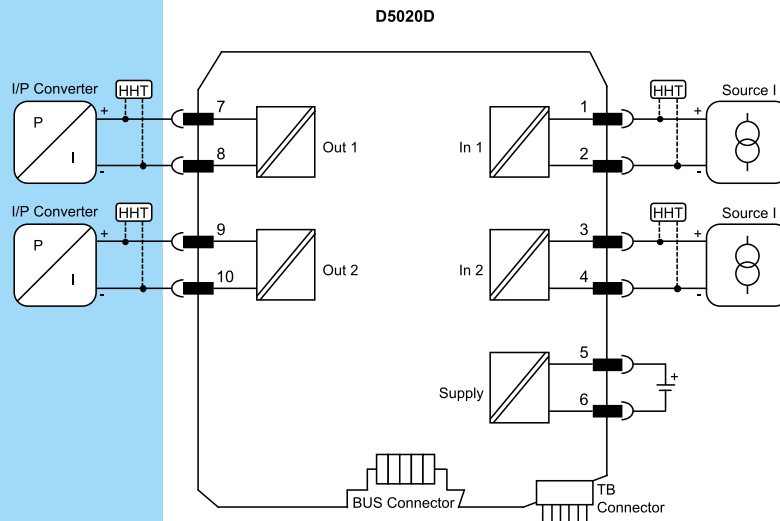 D5020D
I/P Converter
HHT
+
P
I
-
7
8
Out 1
I/P Converter
HHT
+
P
I
-
9
10
Out 2
In 1
1
2
HHT
Source I
+
-
In 2
3
4
HHT
Source I
+
-
Supply
5
6
+
BUS Connector
TB
Connector